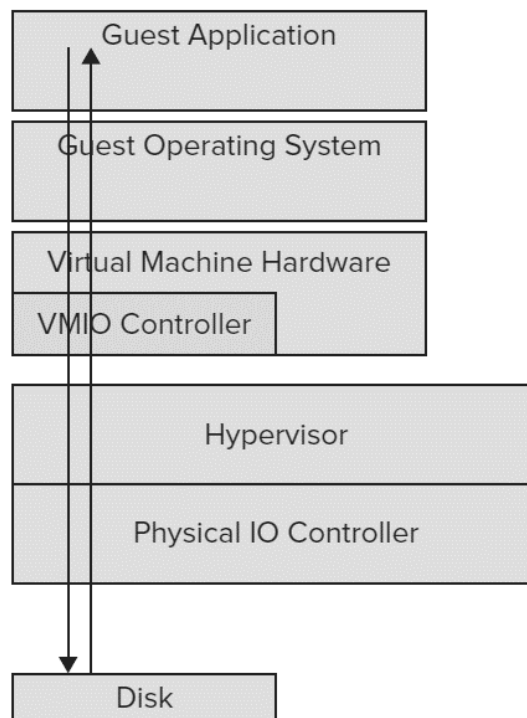 Guest Application
Guest Operating System
Virtual Machine Hardware
VMIO Controller
Hypervisor
Physical IO Controller
Disk